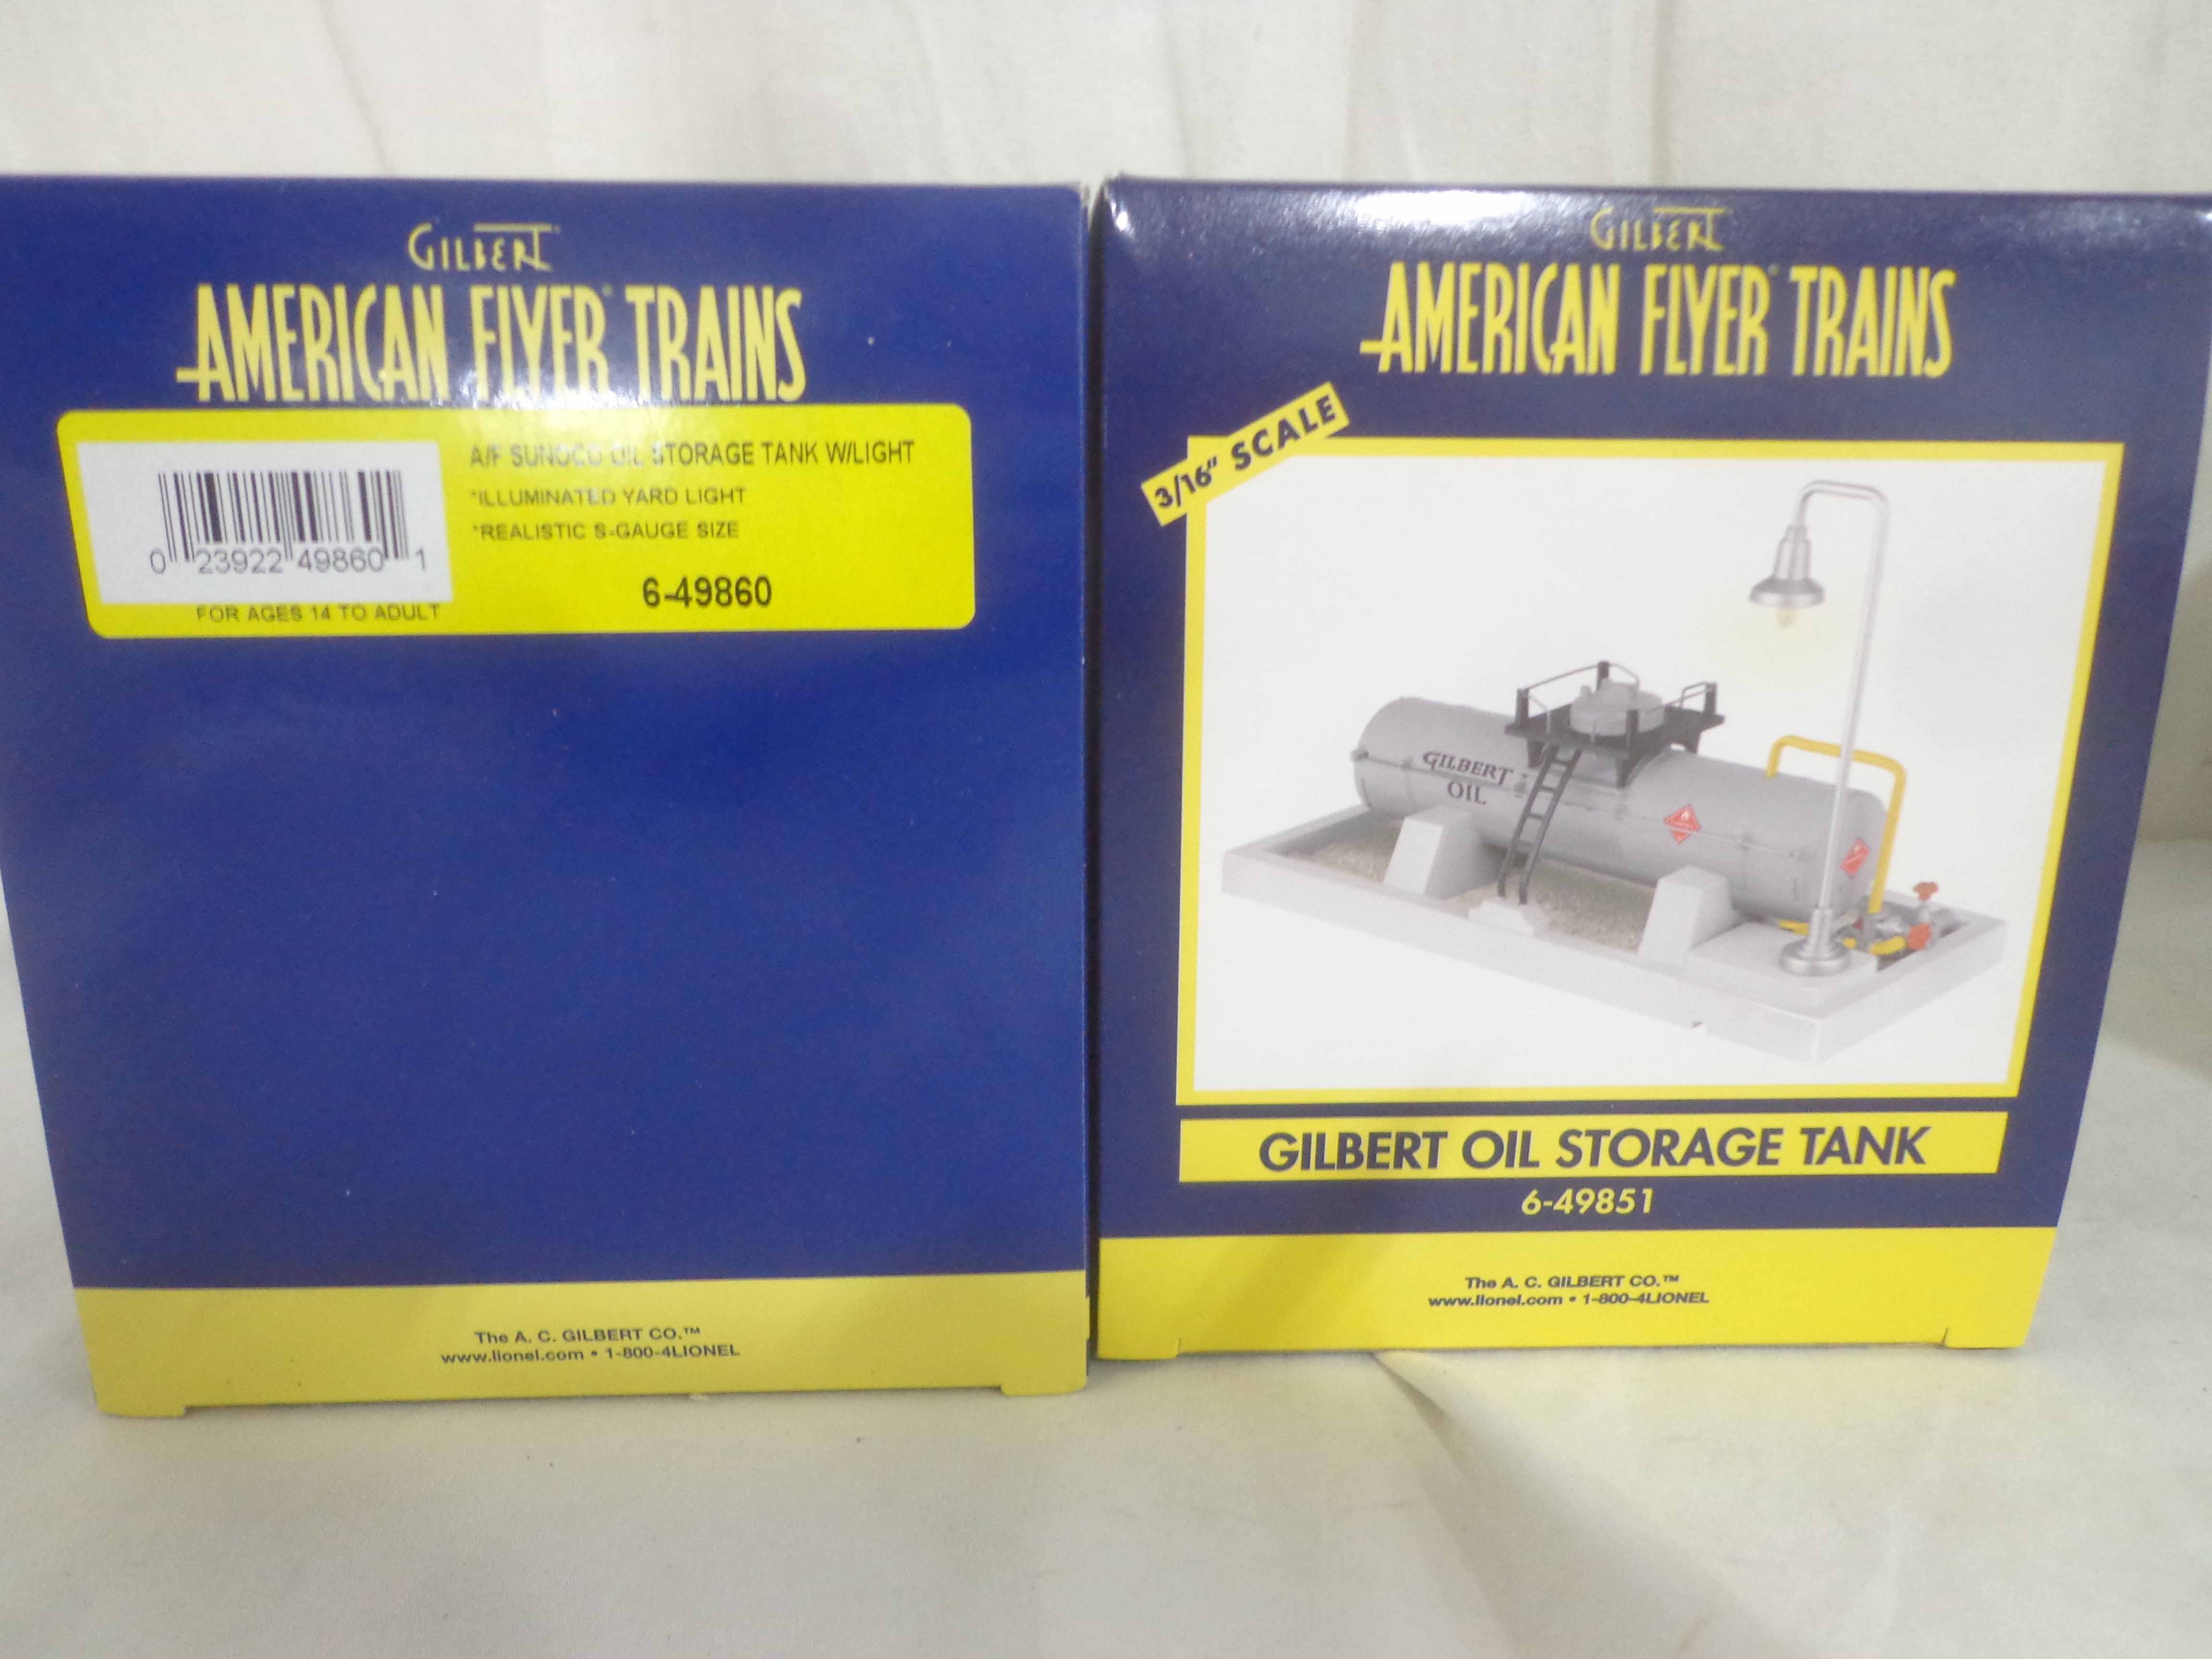 GILBERT
AMERICAN FLYER® TRAINS
A/F SUNOCO OIL STORAGE TANK W/LIGHT
*ILLUMINATED YARD LIGHT
*REALISTIC S-GAUGE SIZE
0 23922 49860 1
6-49860
FOR AGES 14 TO ADULT
The A. C. GILBERT CO.™
www.lionel.com • 1-800-4LIONEL
GILBERT
AMERICAN FLYER® TRAINS
3/16" SCALE
GILBERT
OIL
GILBERT OIL STORAGE TANK
6-49851
The A. C. GILBERT CO.™
www.lionel.com • 1-800-4LIONEL